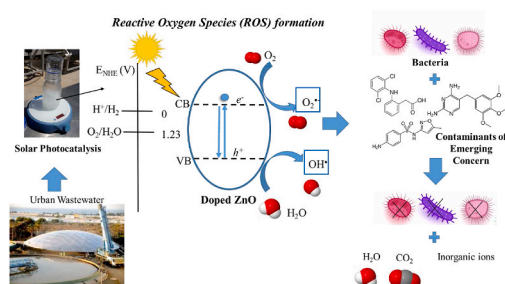 Reactive Oxygen Species (ROS) formation
Solar Photocatalysis
Urban Wastewater
E_NHE (V)
H⁺/H₂
0
O₂/H₂O
1.23
CB
e⁻
VB
h⁺
Doped ZnO
O₂
O₂•⁻
OH•
H₂O
Bacteria
+
Cl
NH
Cl
O
OH
NH₂
N
H₂N
N
O
O
O
H₂N
O
S
O
NH
N
O
Contaminants of
Emerging
Concern
+
H₂O
CO₂
Inorganic ions